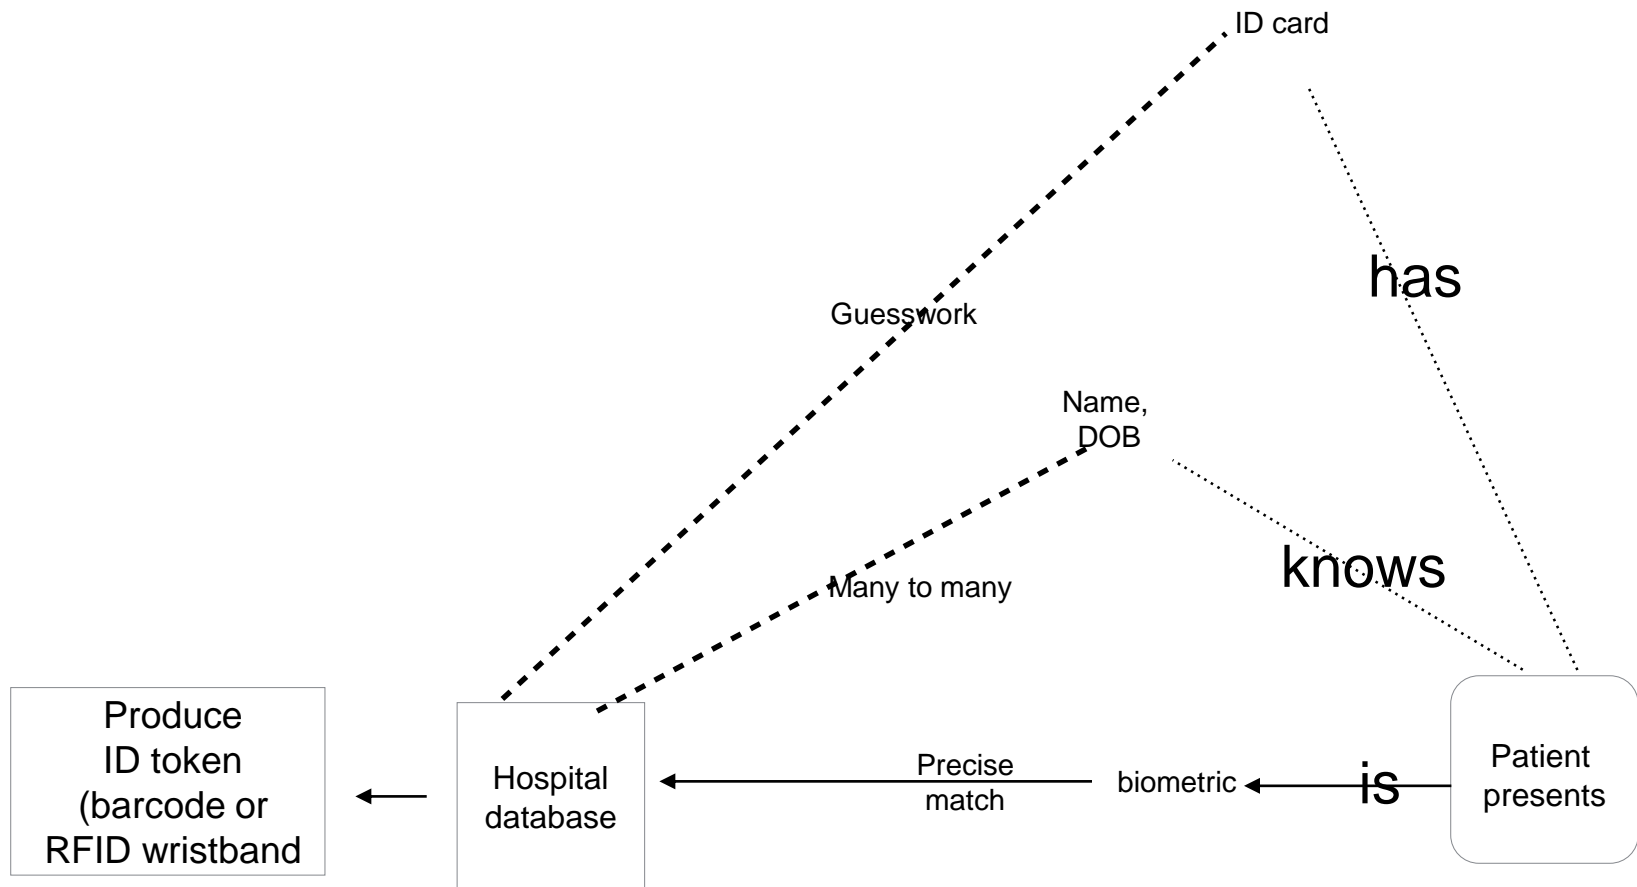 ID card
has
Guesswork
Name,
DOB
knows
Many to many
Produce
ID token
(barcode or
RFID wristband
Hospital
database
Precise
match
biometric
is
Patient
presents